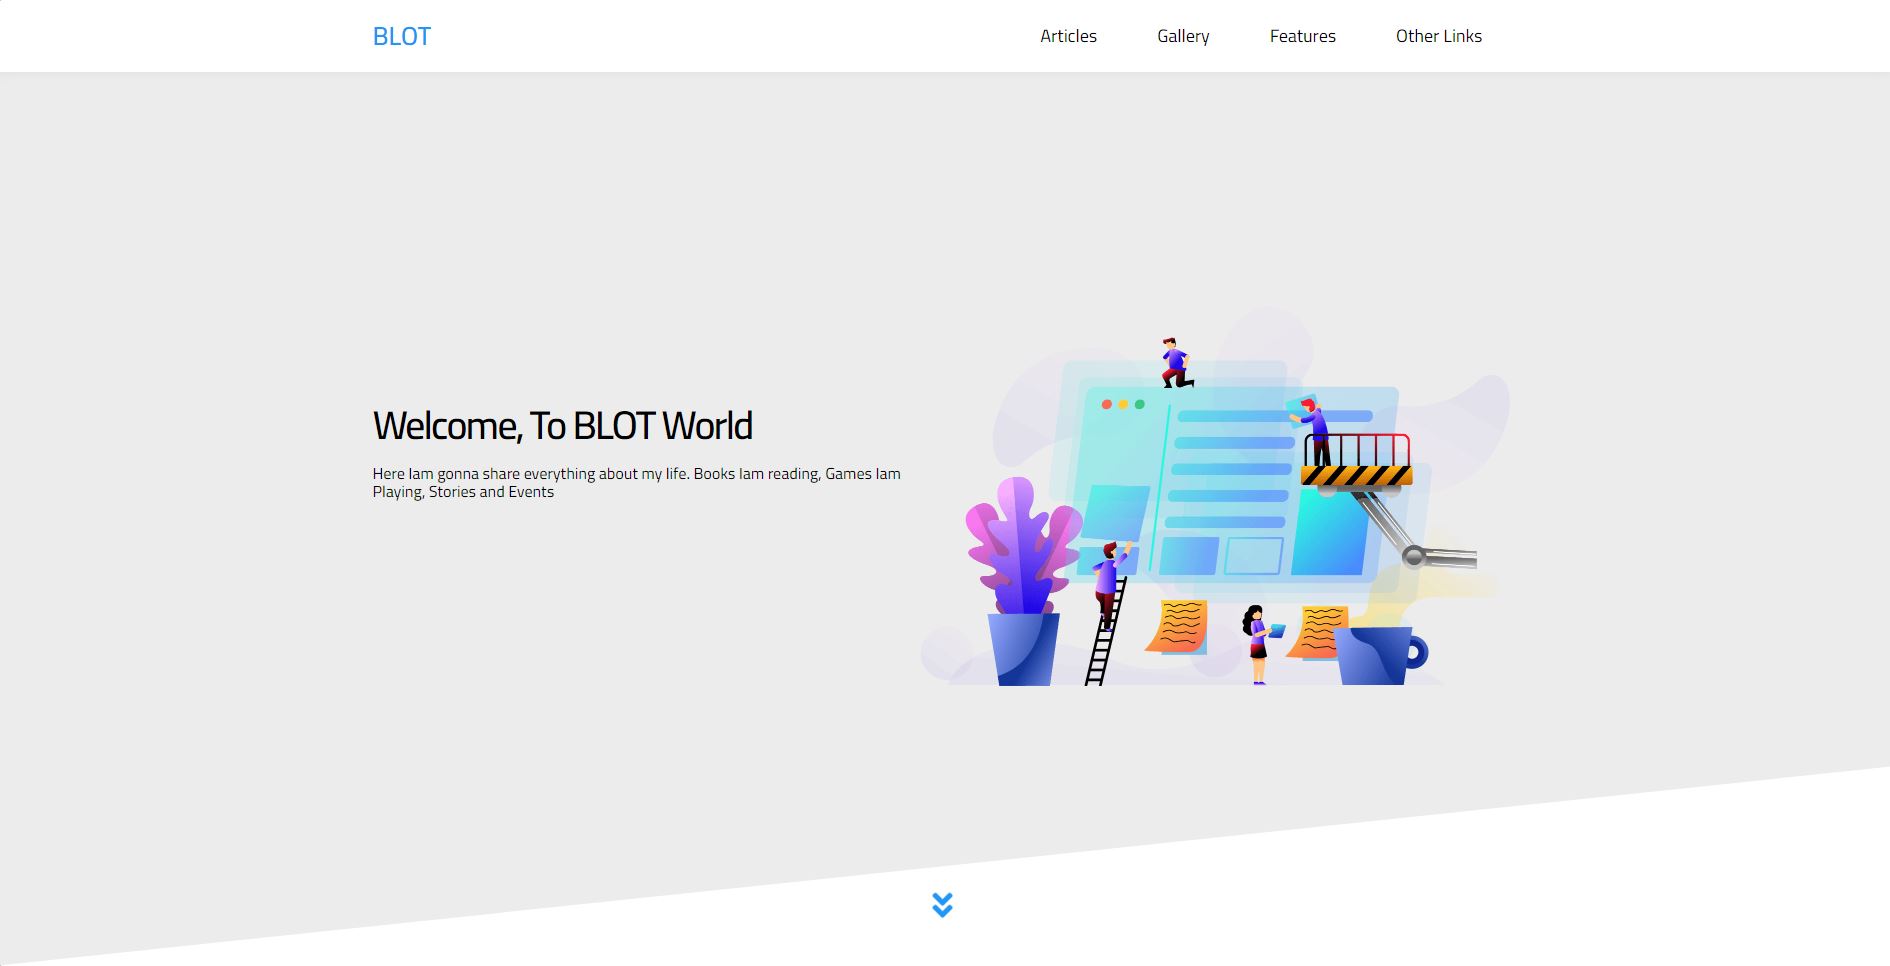 BLOT
Articles
Gallery
Features
Other Links
Welcome, To BLOT World
Here Iam gonna share everything about my life. Books Iam reading, Games Iam
Playing, Stories and Events